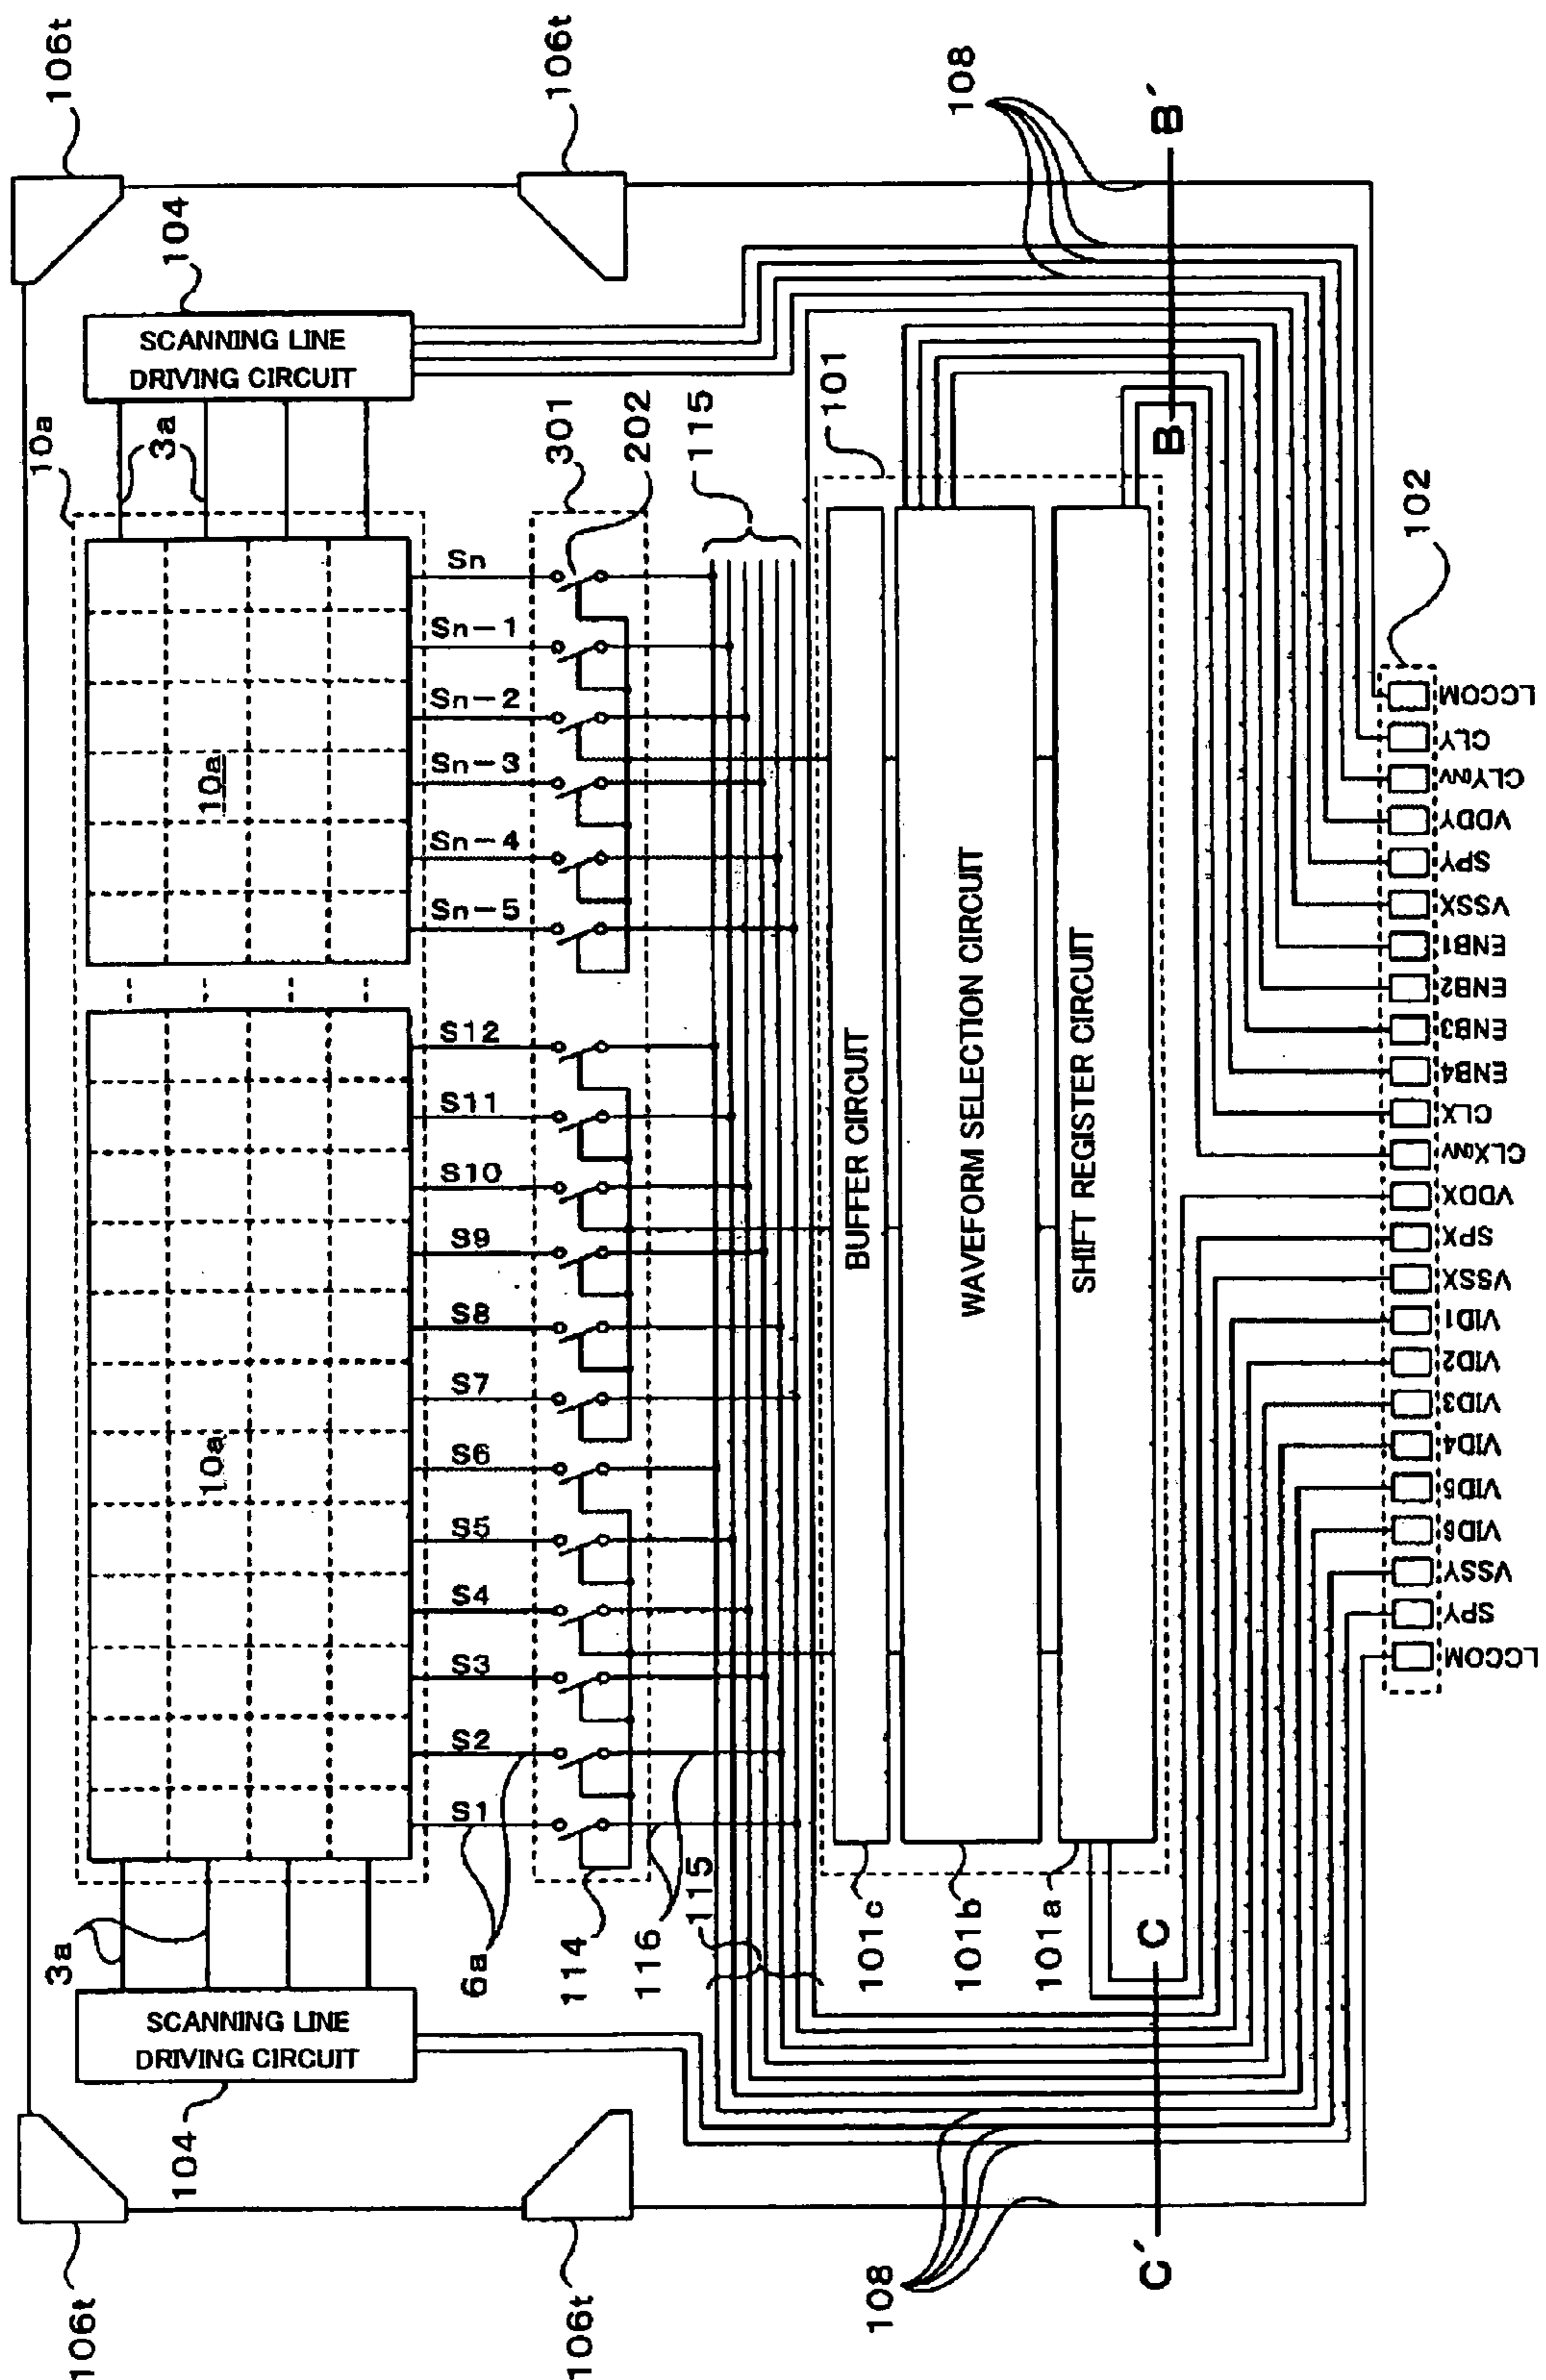 106t
106t
106t
106t
104
SCANNING LINE
DRIVING CIRCUIT
3a
10a
10a
10a
3a
SCANNING LINE
DRIVING CIRCUIT
104
S1
S2
S3
S4
S5
S6
S7
S8
S9
S10
S11
S12
Sn-5
Sn-4
Sn-3
Sn-2
Sn-1
Sn
6a
114
116
115
301
202
115
101
BUFFER CIRCUIT
WAVEFORM SELECTION CIRCUIT
SHIFT REGISTER CIRCUIT
101c
101b
101a
108
108
C'
C
B
B'
102
LCCOM
SPY
VSSY
VID6
VID5
VID4
VID3
VID2
VID1
VSSX
SPX
VDDX
CLXINV
CLX
ENB4
ENB3
ENB2
ENB1
VSSX
SPY
VDDY
CLYINV
CLY
LCCOM